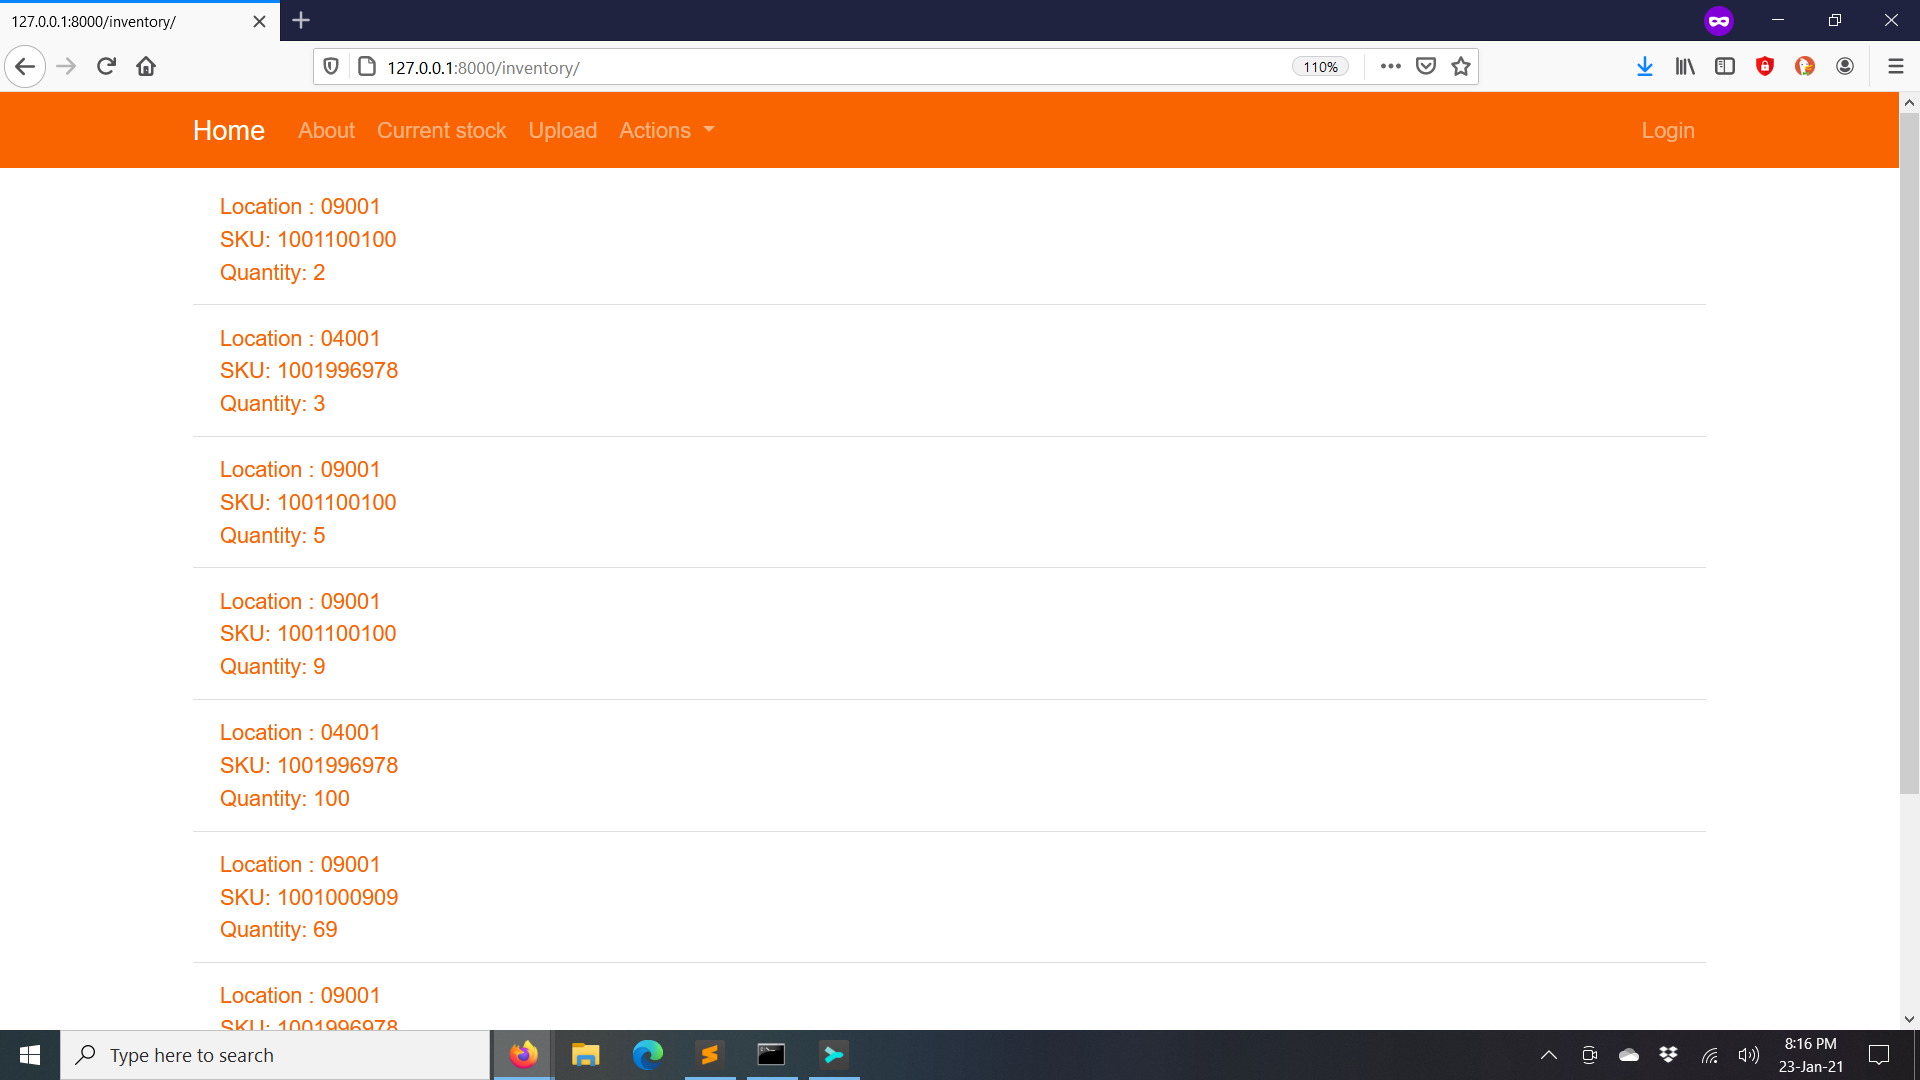 127.0.0.1:8000/inventory/
127.0.0.1:8000/inventory/ 110%
Home About Current stock Upload Actions Login
Location : 09001
SKU: 1001100100
Quantity: 2
Location : 04001
SKU: 1001996978
Quantity: 3
Location : 09001
SKU: 1001100100
Quantity: 5
Location : 09001
SKU: 1001100100
Quantity: 9
Location : 04001
SKU: 1001996978
Quantity: 100
Location : 09001
SKU: 1001000909
Quantity: 69
Location : 09001
SKU: 1001996978
Type here to search
8:16 PM
23-Jan-21